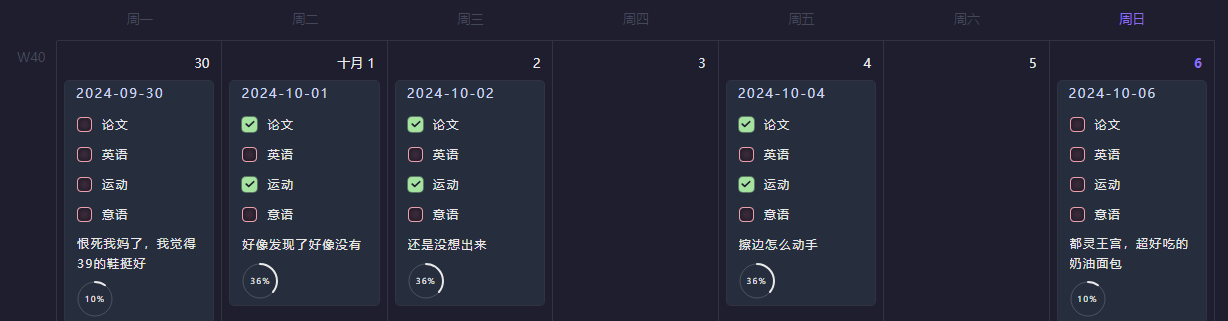 周一 周二 周三 周四 周五 周六 周日
W40
30 十月 1 2 3 4 5 6
2024-09-30
论文
英语
运动
意语
恨死我妈了，我觉得
39的鞋挺好
10%
2024-10-01
论文
英语
运动
意语
好像发现了好像没有
36%
2024-10-02
论文
英语
运动
意语
还是没想出来
36%
2024-10-04
论文
英语
运动
意语
擦边怎么动手
36%
2024-10-06
论文
英语
运动
意语
都灵王宫，超好吃的
奶油面包
10%